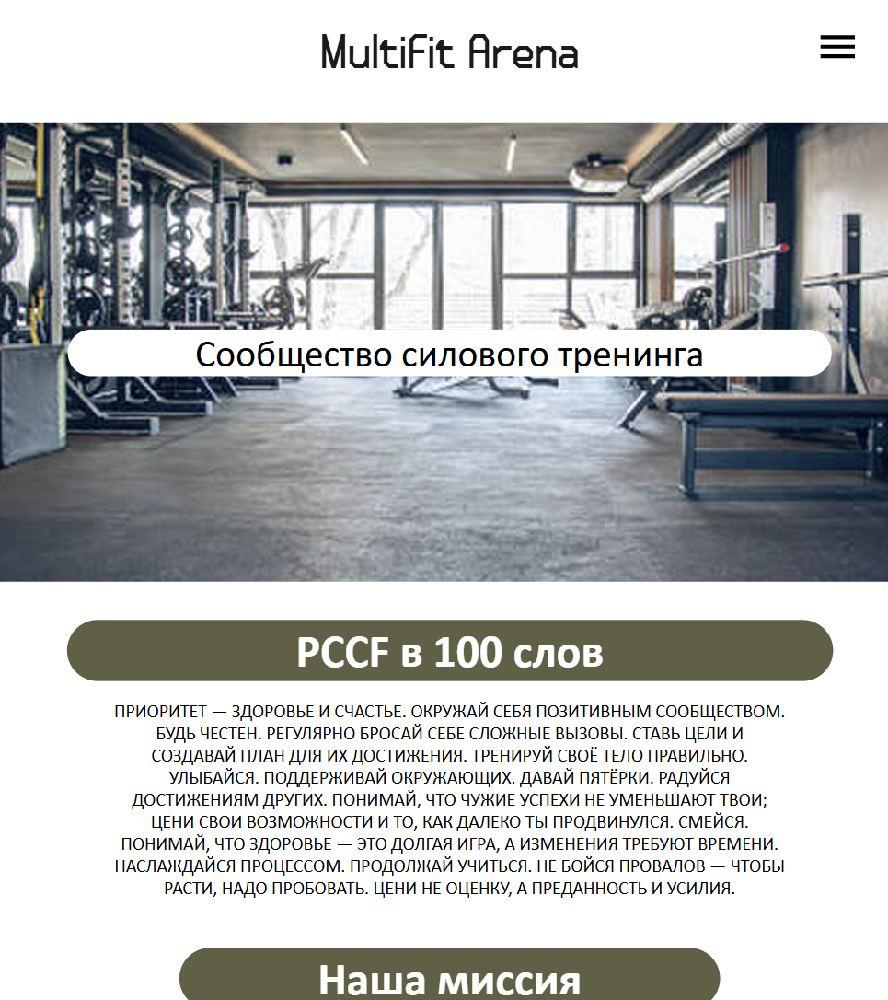 MultiFit Arena
Сообщество силового тренинга
PCCF в 100 слов
ПРИОРИТЕТ — ЗДОРОВЬЕ И СЧАСТЬЕ. ОКРУЖАЙ СЕБЯ ПОЗИТИВНЫМ СООБЩЕСТВОМ.
БУДЬ ЧЕСТЕН. РЕГУЛЯРНО БРОСАЙ СЕБЕ СЛОЖНЫЕ ВЫЗОВЫ. СТАВЬ ЦЕЛИ И
СОЗДАВАЙ ПЛАН ДЛЯ ИХ ДОСТИЖЕНИЯ. ТРЕНИРУЙ СВОЁ ТЕЛО ПРАВИЛЬНО.
УЛЫБАЙСЯ. ПОДДЕРЖИВАЙ ОКРУЖАЮЩИХ. ДАВАЙ ПЯТЁРКИ. РАДУЙСЯ
ДОСТИЖЕНИЯМ ДРУГИХ. ПОНИМАЙ, ЧТО ЧУЖИЕ УСПЕХИ НЕ УМЕНЬШАЮТ ТВОИ;
ЦЕНИ СВОИ ВОЗМОЖНОСТИ И ТО, КАК ДАЛЕКО ТЫ ПРОДВИНУЛСЯ. СМЕЙСЯ.
ПОНИМАЙ, ЧТО ЗДОРОВЬЕ — ЭТО ДОЛГАЯ ИГРА, А ИЗМЕНЕНИЯ ТРЕБУЮТ ВРЕМЕНИ.
НАСЛАЖДАЙСЯ ПРОЦЕССОМ. ПРОДОЛЖАЙ УЧИТЬСЯ. НЕ БОЙСЯ ПРОВАЛОВ — ЧТОБЫ
РАСТИ, НАДО ПРОБОВАТЬ. ЦЕНИ НЕ ОЦЕНКУ, А ПРЕДАННОСТЬ И УСИЛИЯ.
Наша миссия